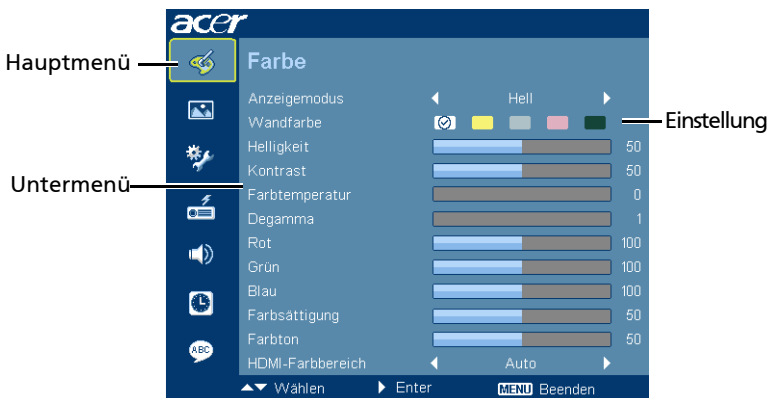 acer
Hauptmenü
Farbe
Anzeigemodus Hell
Wandfarbe
Einstellung
Helligkeit 50
Kontrast 50
Untermenü
Farbtemperatur 0
Degamma 1
Rot 100
Grün 100
Blau 100
Farbsättigung 50
Farbton 50
ABC
HDMI-Farbbereich Auto
Wählen Enter MENU Beenden